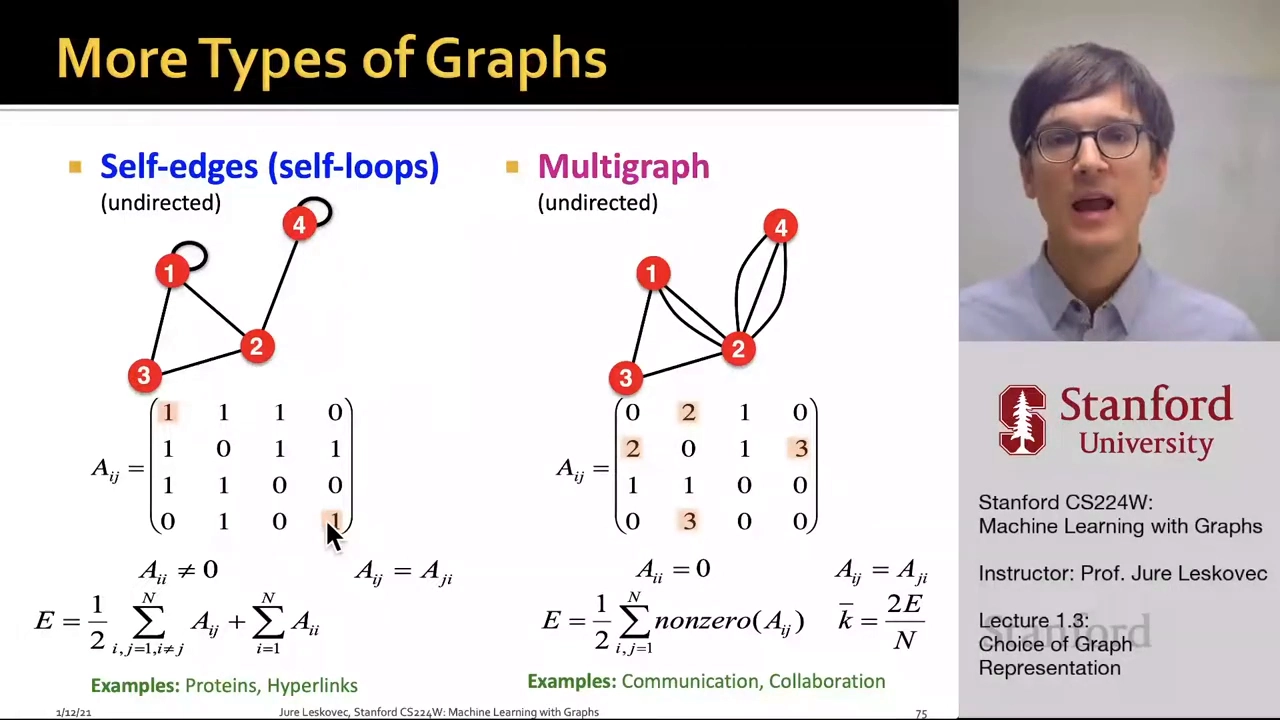 More Types of Graphs
Self-edges (self-loops)
(undirected)
4
1
2
3
A_ij = ( 1 1 1 0
1 0 1 1
1 1 0 0
0 1 0 1 )
A_ii ≠ 0 A_ij = A_ji
E = 1/2 ∑_{i,j=1,i≠j}^{N} A_ij + ∑_{i=1}^{N} A_ii
Examples: Proteins, Hyperlinks
Multigraph
(undirected)
4
1
2
3
A_ij = ( 0 2 1 0
2 0 1 3
1 1 0 0
0 3 0 0 )
A_ii = 0 A_ij = A_ji
E = 1/2 ∑_{i,j=1}^{N} nonzero(A_ij) k̄ = 2E/N
Examples: Communication, Collaboration
1/12/21 Jure Leskovec, Stanford CS224W: Machine Learning with Graphs 75
Stanford
University
Stanford CS224W:
Machine Learning with Graphs
Instructor: Prof. Jure Leskovec
Lecture 1.3:
Choice of Graph
Representation
Stanford